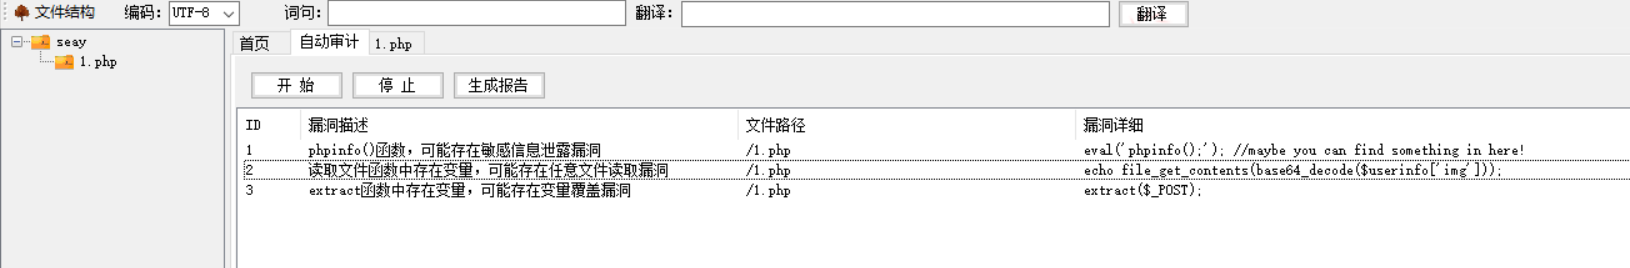 文件结构 编码: UTF-8 词句: 翻译: 翻译
seay
1.php
首页 自动审计 1.php
开 始 停 止 生成报告
ID 漏洞描述 文件路径 漏洞详细
1 phpinfo()函数，可能存在敏感信息泄露漏洞 /1.php eval('phpinfo();'); //maybe you can find something in here!
2 读取文件函数中存在变量，可能存在任意文件读取漏洞 /1.php echo file_get_contents(base64_decode($userinfo['img']));
3 extract函数中存在变量，可能存在变量覆盖漏洞 /1.php extract($_POST);